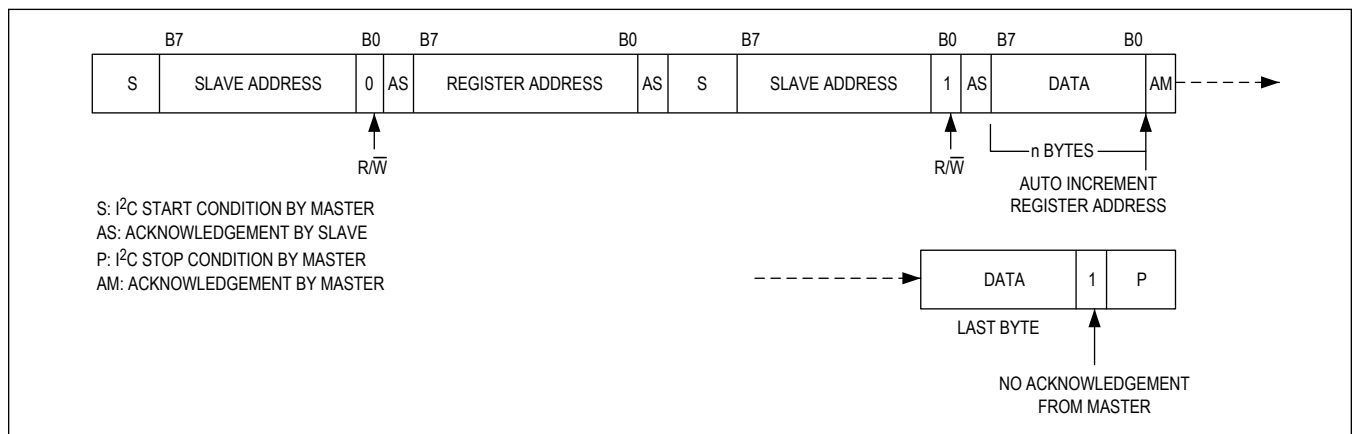 B7 B0 B7 B0 B7 B0 B7 B0
S SLAVE ADDRESS 0 AS REGISTER ADDRESS AS S SLAVE ADDRESS 1 AS DATA AM
R/W̅ R/W̅
n BYTES
AUTO INCREMENT
REGISTER ADDRESS
S: I²C START CONDITION BY MASTER
AS: ACKNOWLEDGEMENT BY SLAVE
P: I²C STOP CONDITION BY MASTER
AM: ACKNOWLEDGEMENT BY MASTER
DATA 1 P
LAST BYTE
NO ACKNOWLEDGEMENT
FROM MASTER